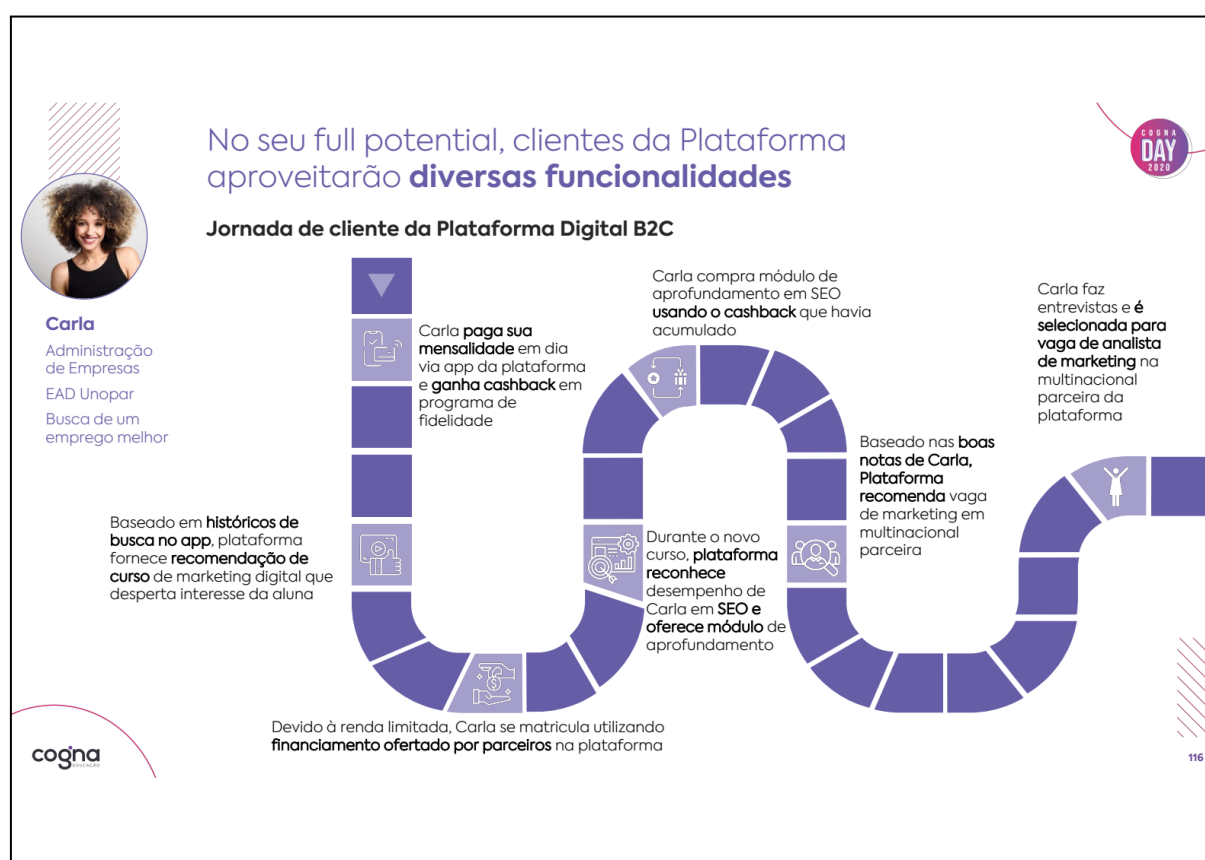 No seu full potential, clientes da Plataforma
aproveitarão diversas funcionalidades
COGNA
DAY
2020
Jornada de cliente da Plataforma Digital B2C
Carla
Administração
de Empresas
EAD Unopar
Busca de um
emprego melhor
Carla paga sua
mensalidade em dia
via app da plataforma
e ganha cashback em
programa de
fidelidade
Baseado em históricos de
busca no app, plataforma
fornece recomendação de
curso de marketing digital que
desperta interesse da aluna
Devido à renda limitada, Carla se matricula utilizando
financiamento ofertado por parceiros na plataforma
Durante o novo
curso, plataforma
reconhece
desempenho de
Carla em SEO e
oferece módulo de
aprofundamento
Carla compra módulo de
aprofundamento em SEO
usando o cashback que havia
acumulado
Baseado nas boas
notas de Carla,
Plataforma
recomenda vaga
de marketing em
multinacional
parceira
Carla faz
entrevistas e é
selecionada para
vaga de analista
de marketing na
multinacional
parceira da
plataforma
cogna
EDUCAÇÃO
116